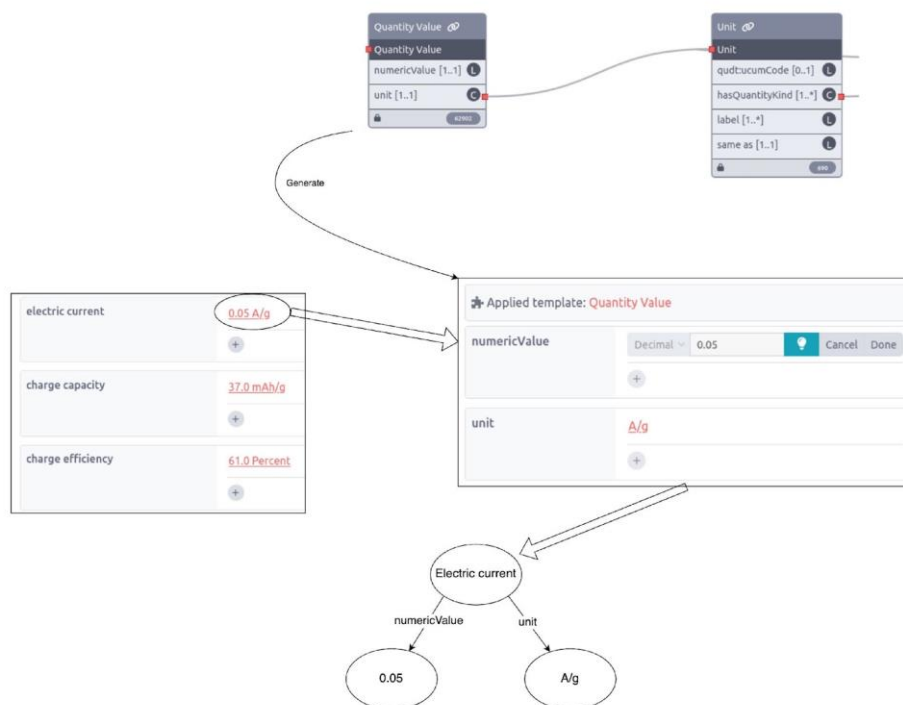 Quantity Value
Quantity Value
numericValue [1..1] L
unit [1..1] C
62902
Unit
Unit
qudt:ucumCode [0..1] L
hasQuantityKind [1..*] C
label [1..*] L
same as [1..1] L
Generate
electric current
0.05 A/g
+
charge capacity
37.0 mAh/g
+
charge efficiency
61.0 Percent
+
Applied template: Quantity Value
numericValue
Decimal 0.05 Cancel Done
+
unit
A/g
+
Electric current
numericValue
unit
0.05
A/g